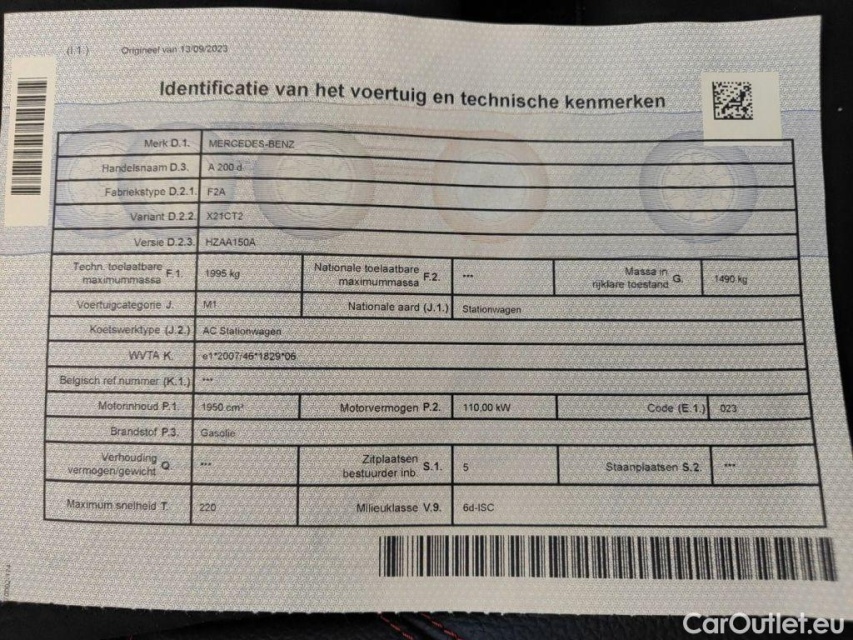 (I.1.) Origineel van 13/09/2023
Identificatie van het voertuig en technische kenmerken
Merk D.1. MERCEDES-BENZ
Handelsnaam D.3. A 200 d
Fabriekstype D.2.1. F2A
Variant D.2.2. X21CT2
Versie D.2.3. HZAA150A
Techn. toelaatbare maximummassa F.1. 1995 kg Nationale toelaatbare maximummassa F.2. *** Massa in rijklare toestand G. 1490 kg
Voertuigcategorie J. M1 Nationale aard (J.1.) Stationwagen
Koetswerktype (J.2.) AC Stationwagen
WVTA K. e1*2007/46*1829*06
Belgisch ref.nummer (K.1.) ***
Motorinhoud P.1. 1950 cm³ Motorvermogen P.2. 110,00 kW Code (E.1.) 023
Brandstof P.3. Gasolie
Verhouding vermogen/gewicht Q. *** Zitplaatsen bestuurder inb. S.1. 5 Staanplaatsen S.2. ***
Maximum snelheid T. 220 Milieuklasse V.9. 6d-ISC
CarOutlet.eu